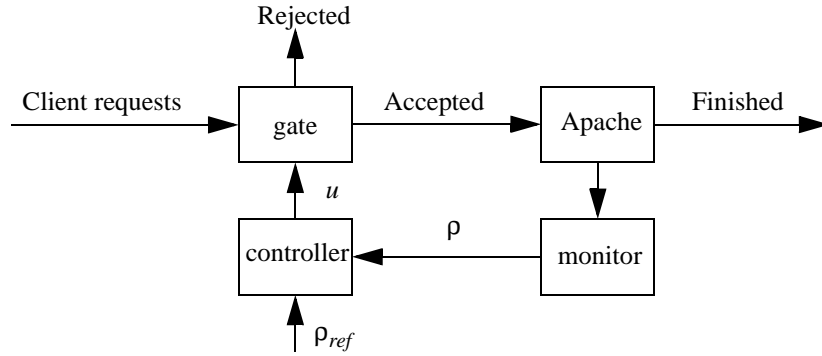 Rejected
Client requests
gate
Accepted
Apache
Finished
u
controller
ρ
monitor
ρref